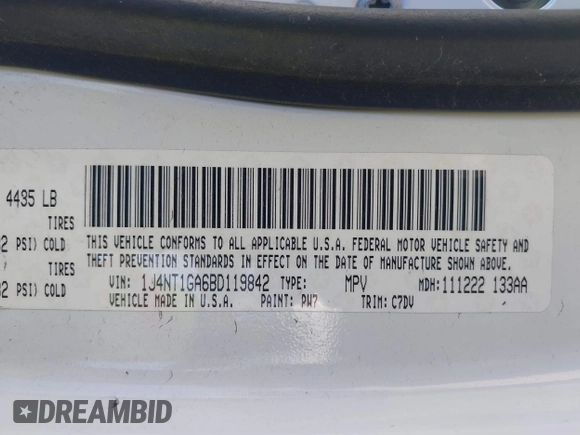 4435 LB
TIRES
PSI) COLD
TIRES
PSI) COLD
THIS VEHICLE CONFORMS TO ALL APPLICABLE U.S.A. FEDERAL MOTOR VEHICLE SAFETY AND
THEFT PREVENTION STANDARDS IN EFFECT ON THE DATE OF MANUFACTURE SHOWN ABOVE.
VIN: 1J4NT1GA6BD119842 TYPE: MPV MDH: 111222 133AA
VEHICLE MADE IN U.S.A. PAINT: PW7 TRIM: C7DV
DREAMBID